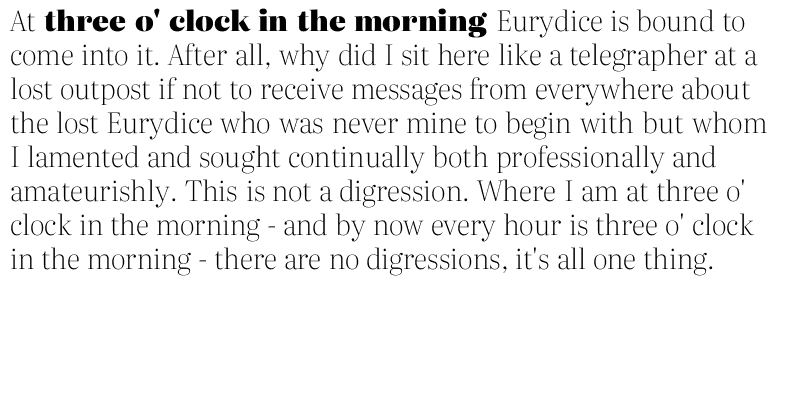 At three o' clock in the morning Eurydice is bound to
come into it. After all, why did I sit here like a telegrapher at a
lost outpost if not to receive messages from everywhere about
the lost Eurydice who was never mine to begin with but whom
I lamented and sought continually both professionally and
amateurishly. This is not a digression. Where I am at three o'
clock in the morning - and by now every hour is three o' clock
in the morning - there are no digressions, it's all one thing.